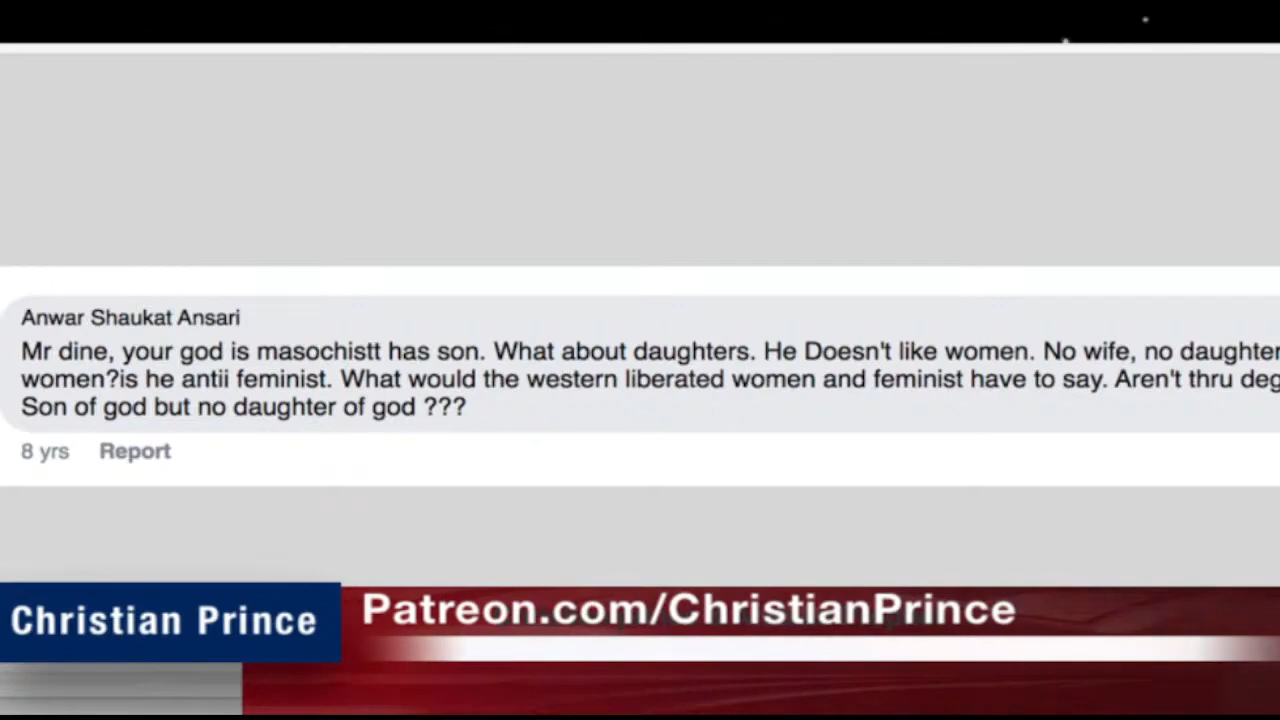 Anwar Shaukat Ansari
Mr dine, your god is masochistt has son. What about daughters. He Doesn't like women. No wife, no daughter
women?is he antii feminist. What would the western liberated women and feminist have to say. Aren't thru deg
Son of god but no daughter of god ???
8 yrs Report
Christian Prince
Patreon.com/ChristianPrince